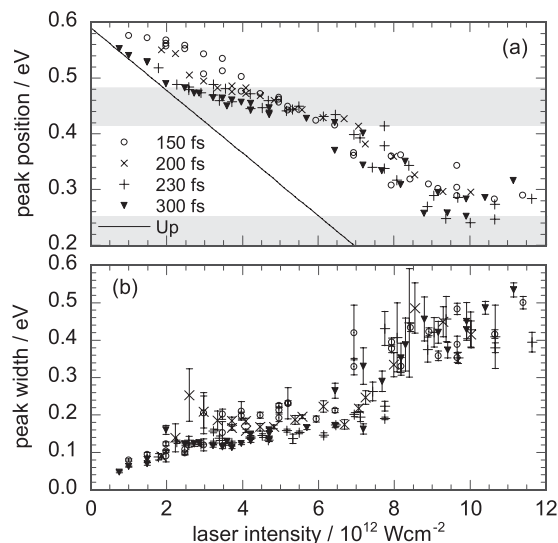 0.6
(a)
0.5
0.4
150 fs
200 fs
0.3
230 fs
300 fs
Up
0.2
peak position / eV
0.6
(b)
0.5
0.4
0.3
0.2
0.1
0.0
peak width / eV
0 2 4 6 8 10 12
laser intensity / 10¹² Wcm⁻²